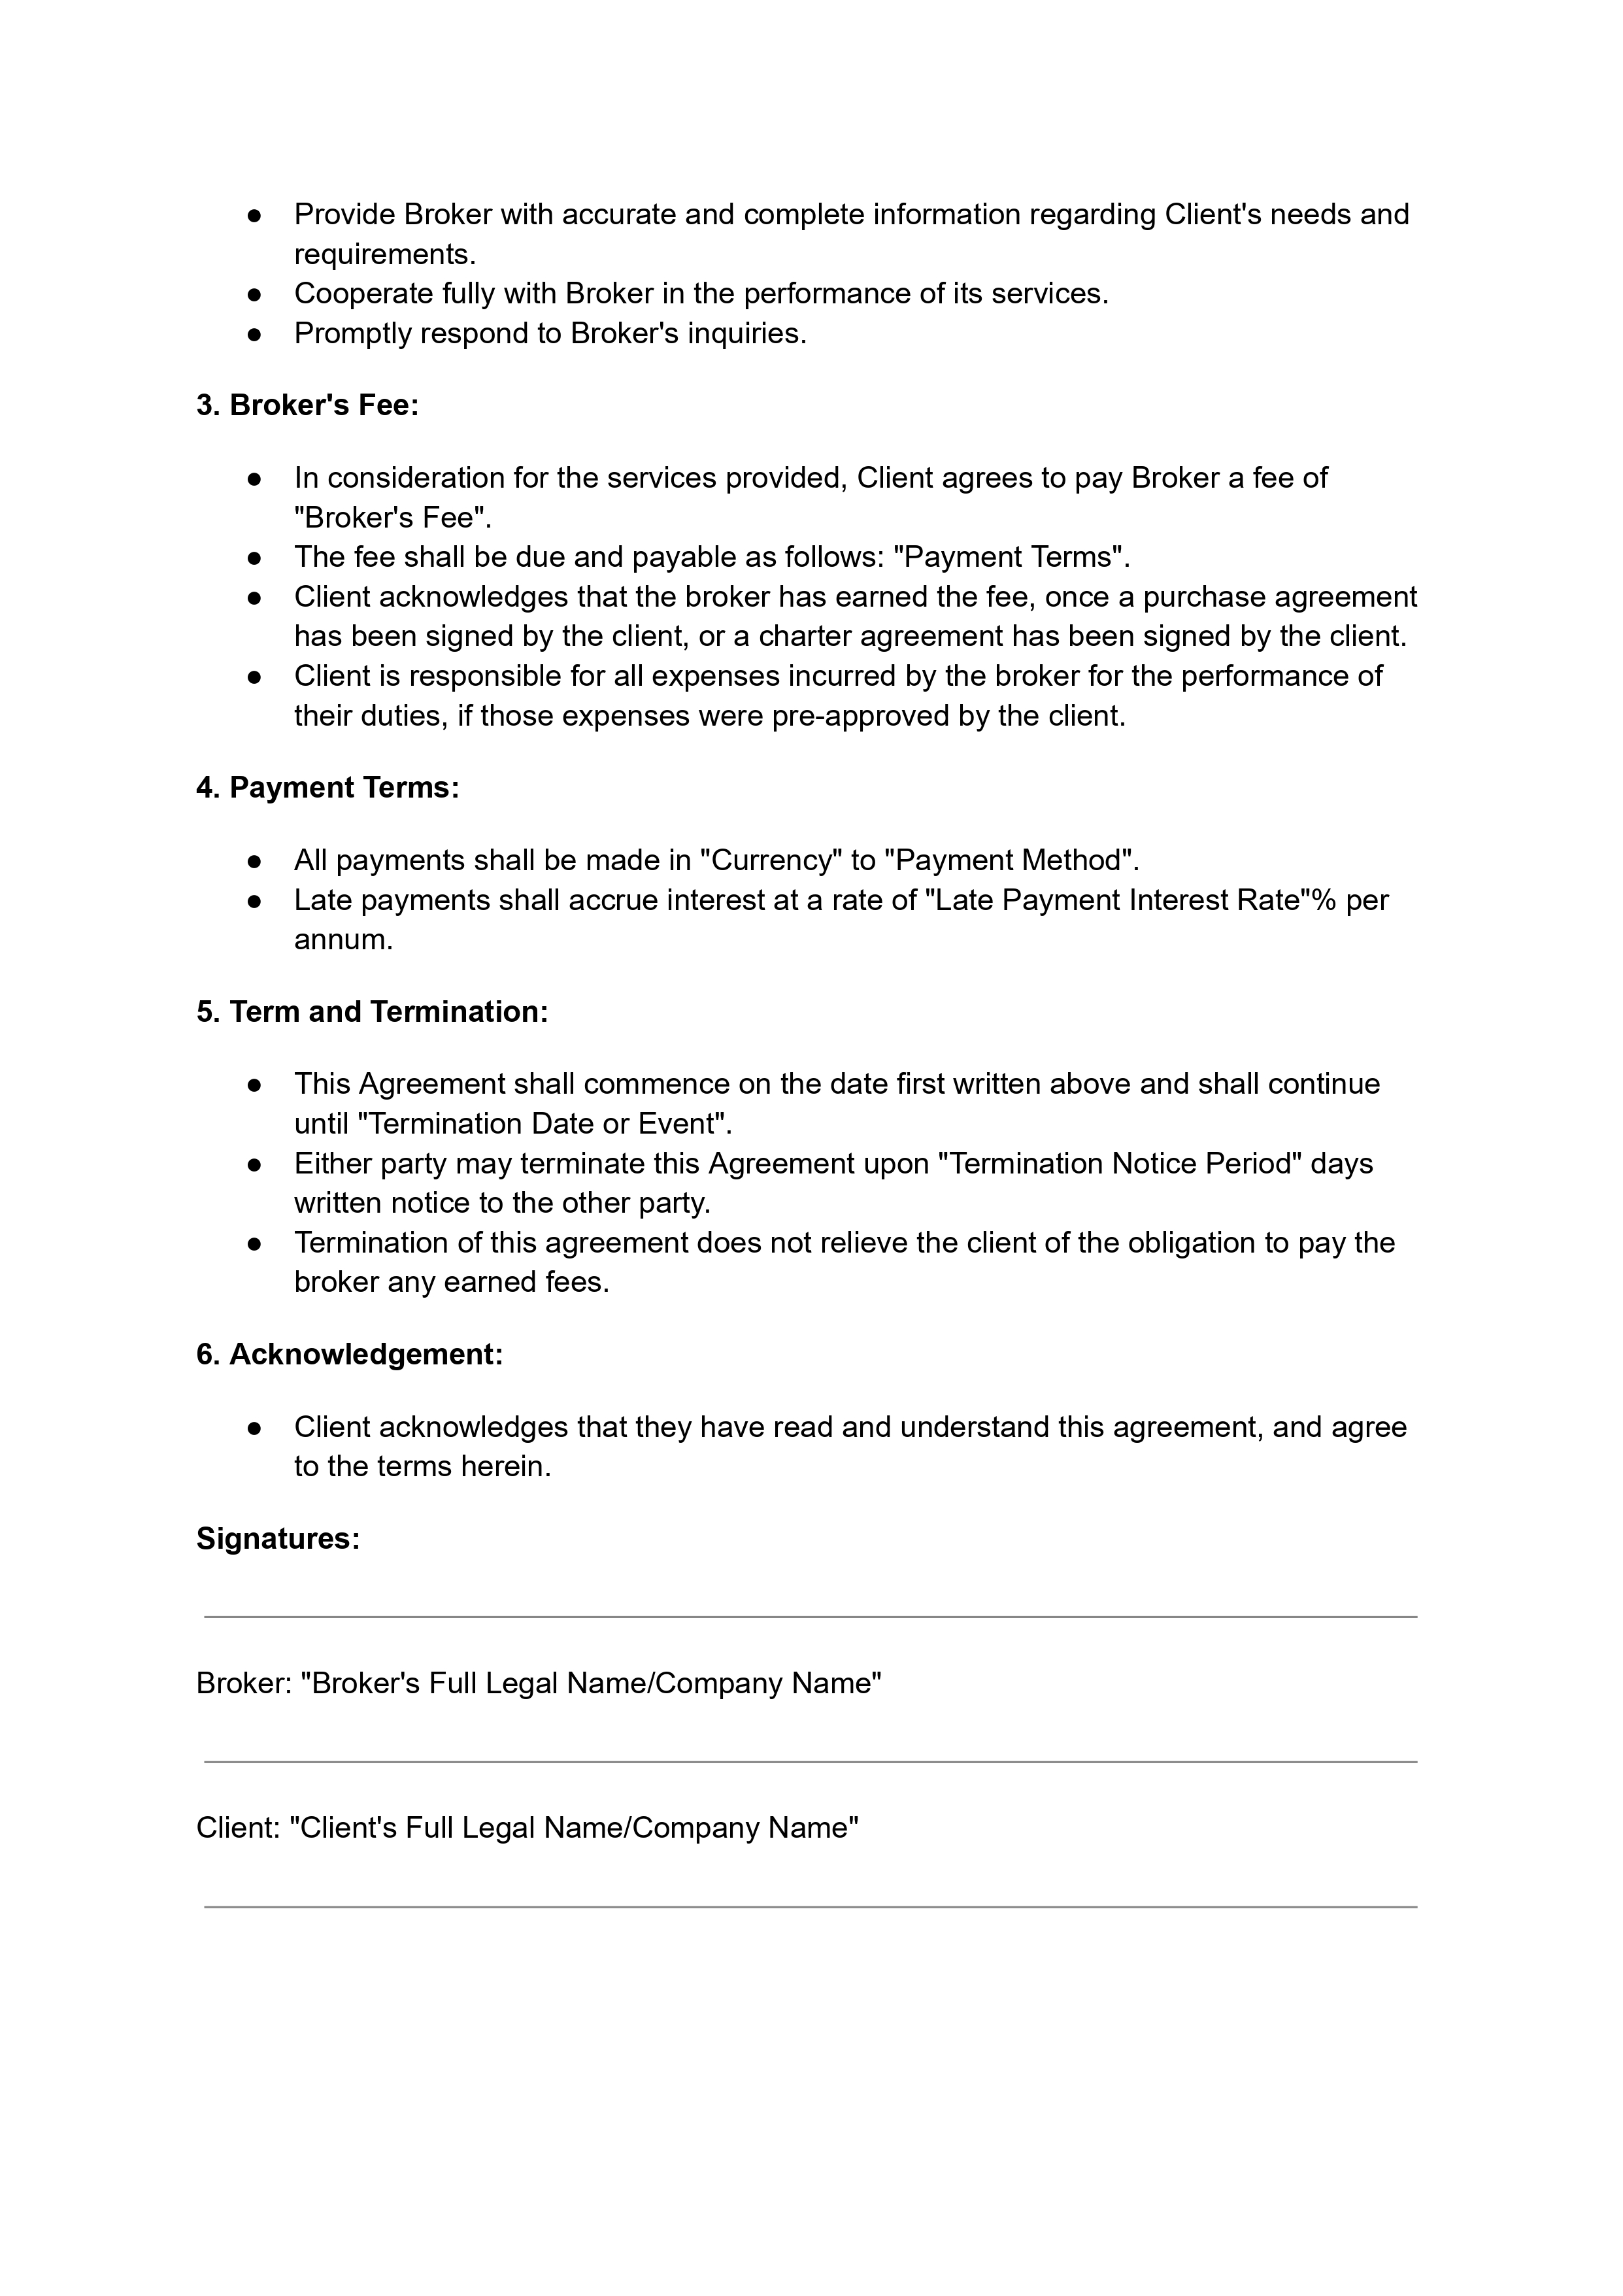 ● Provide Broker with accurate and complete information regarding Client's needs and
requirements.
● Cooperate fully with Broker in the performance of its services.
● Promptly respond to Broker's inquiries.
3. Broker's Fee:
● In consideration for the services provided, Client agrees to pay Broker a fee of
"Broker's Fee".
● The fee shall be due and payable as follows: "Payment Terms".
● Client acknowledges that the broker has earned the fee, once a purchase agreement
has been signed by the client, or a charter agreement has been signed by the client.
● Client is responsible for all expenses incurred by the broker for the performance of
their duties, if those expenses were pre-approved by the client.
4. Payment Terms:
● All payments shall be made in "Currency" to "Payment Method".
● Late payments shall accrue interest at a rate of "Late Payment Interest Rate"% per
annum.
5. Term and Termination:
● This Agreement shall commence on the date first written above and shall continue
until "Termination Date or Event".
● Either party may terminate this Agreement upon "Termination Notice Period" days
written notice to the other party.
● Termination of this agreement does not relieve the client of the obligation to pay the
broker any earned fees.
6. Acknowledgement:
● Client acknowledges that they have read and understand this agreement, and agree
to the terms herein.
Signatures:
Broker: "Broker's Full Legal Name/Company Name"
Client: "Client's Full Legal Name/Company Name"